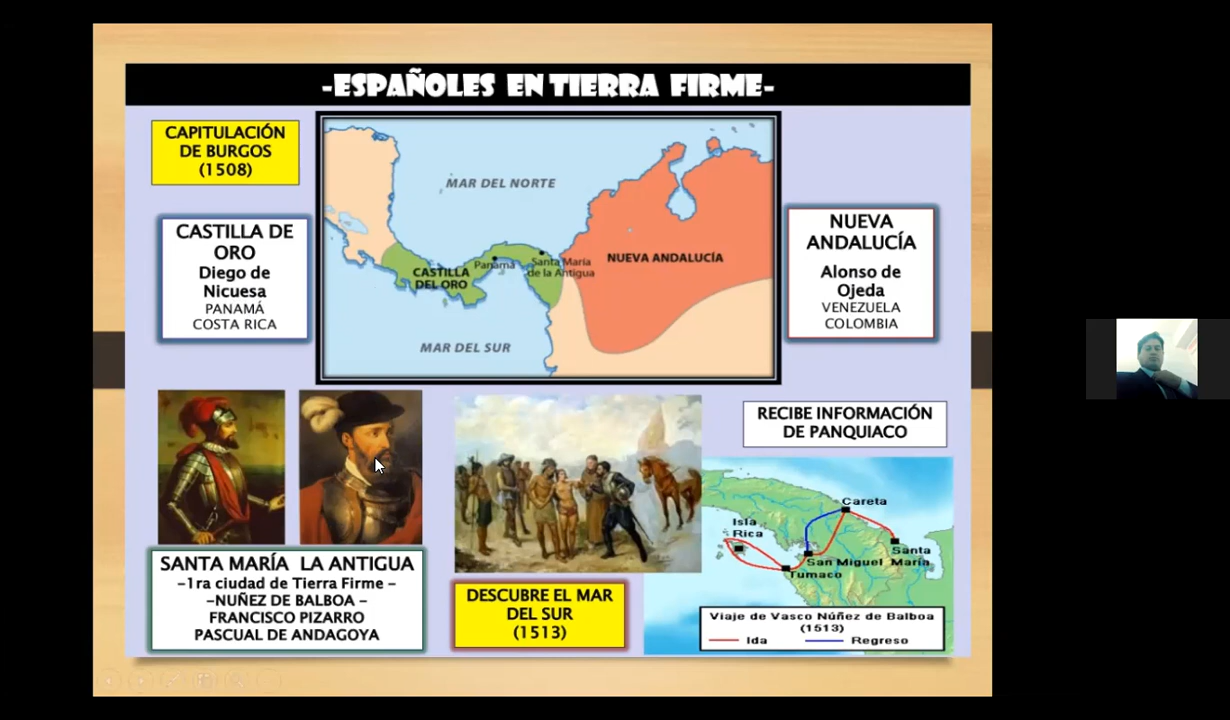 -ESPAÑOLES EN TIERRA FIRME-
CAPITULACIÓN
DE BURGOS
(1508)
CASTILLA DE
ORO
Diego de
Nicuesa
PANAMÁ
COSTA RICA
MAR DEL NORTE
CASTILLA
DEL ORO
Panamá
Santa María
de la Antigua
NUEVA ANDALUCÍA
MAR DEL SUR
NUEVA
ANDALUCÍA
Alonso de
Ojeda
VENEZUELA
COLOMBIA
SANTA MARÍA LA ANTIGUA
-1ra ciudad de Tierra Firme -
-NUÑEZ DE BALBOA -
FRANCISCO PIZARRO
PASCUAL DE ANDAGOYA
DESCUBRE EL MAR
DEL SUR
(1513)
RECIBE INFORMACIÓN
DE PANQUIACO
Careta
Isla
Rica
Santa
María
San Miguel
Tumaco
Viaje de Vasco Núñez de Balboa
(1513)
Ida
Regreso